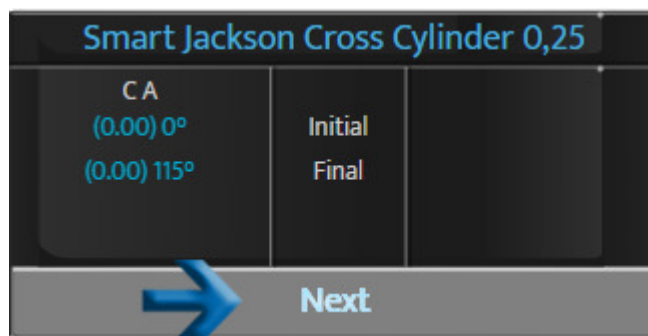 Smart Jackson Cross Cylinder 0,25
C A
(0.00) 0º Initial
(0.00) 115º Final
Next